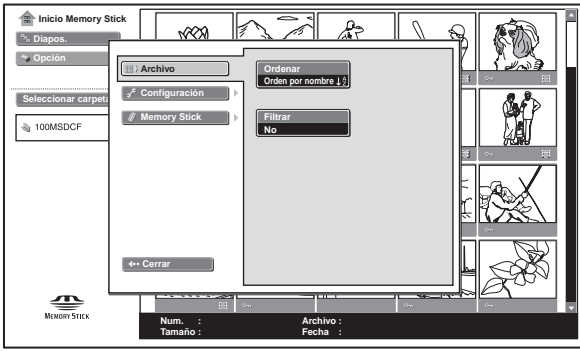 Inicio Memory Stick
Diapos.
Opción
Seleccionar carpeta
100MSDCF
MEMORY STICK
Archivo
Configuración
Memory Stick
Cerrar
Ordenar
Orden por nombre
Filtrar
No
Num. :
Archivo :
Tamaño :
Fecha :